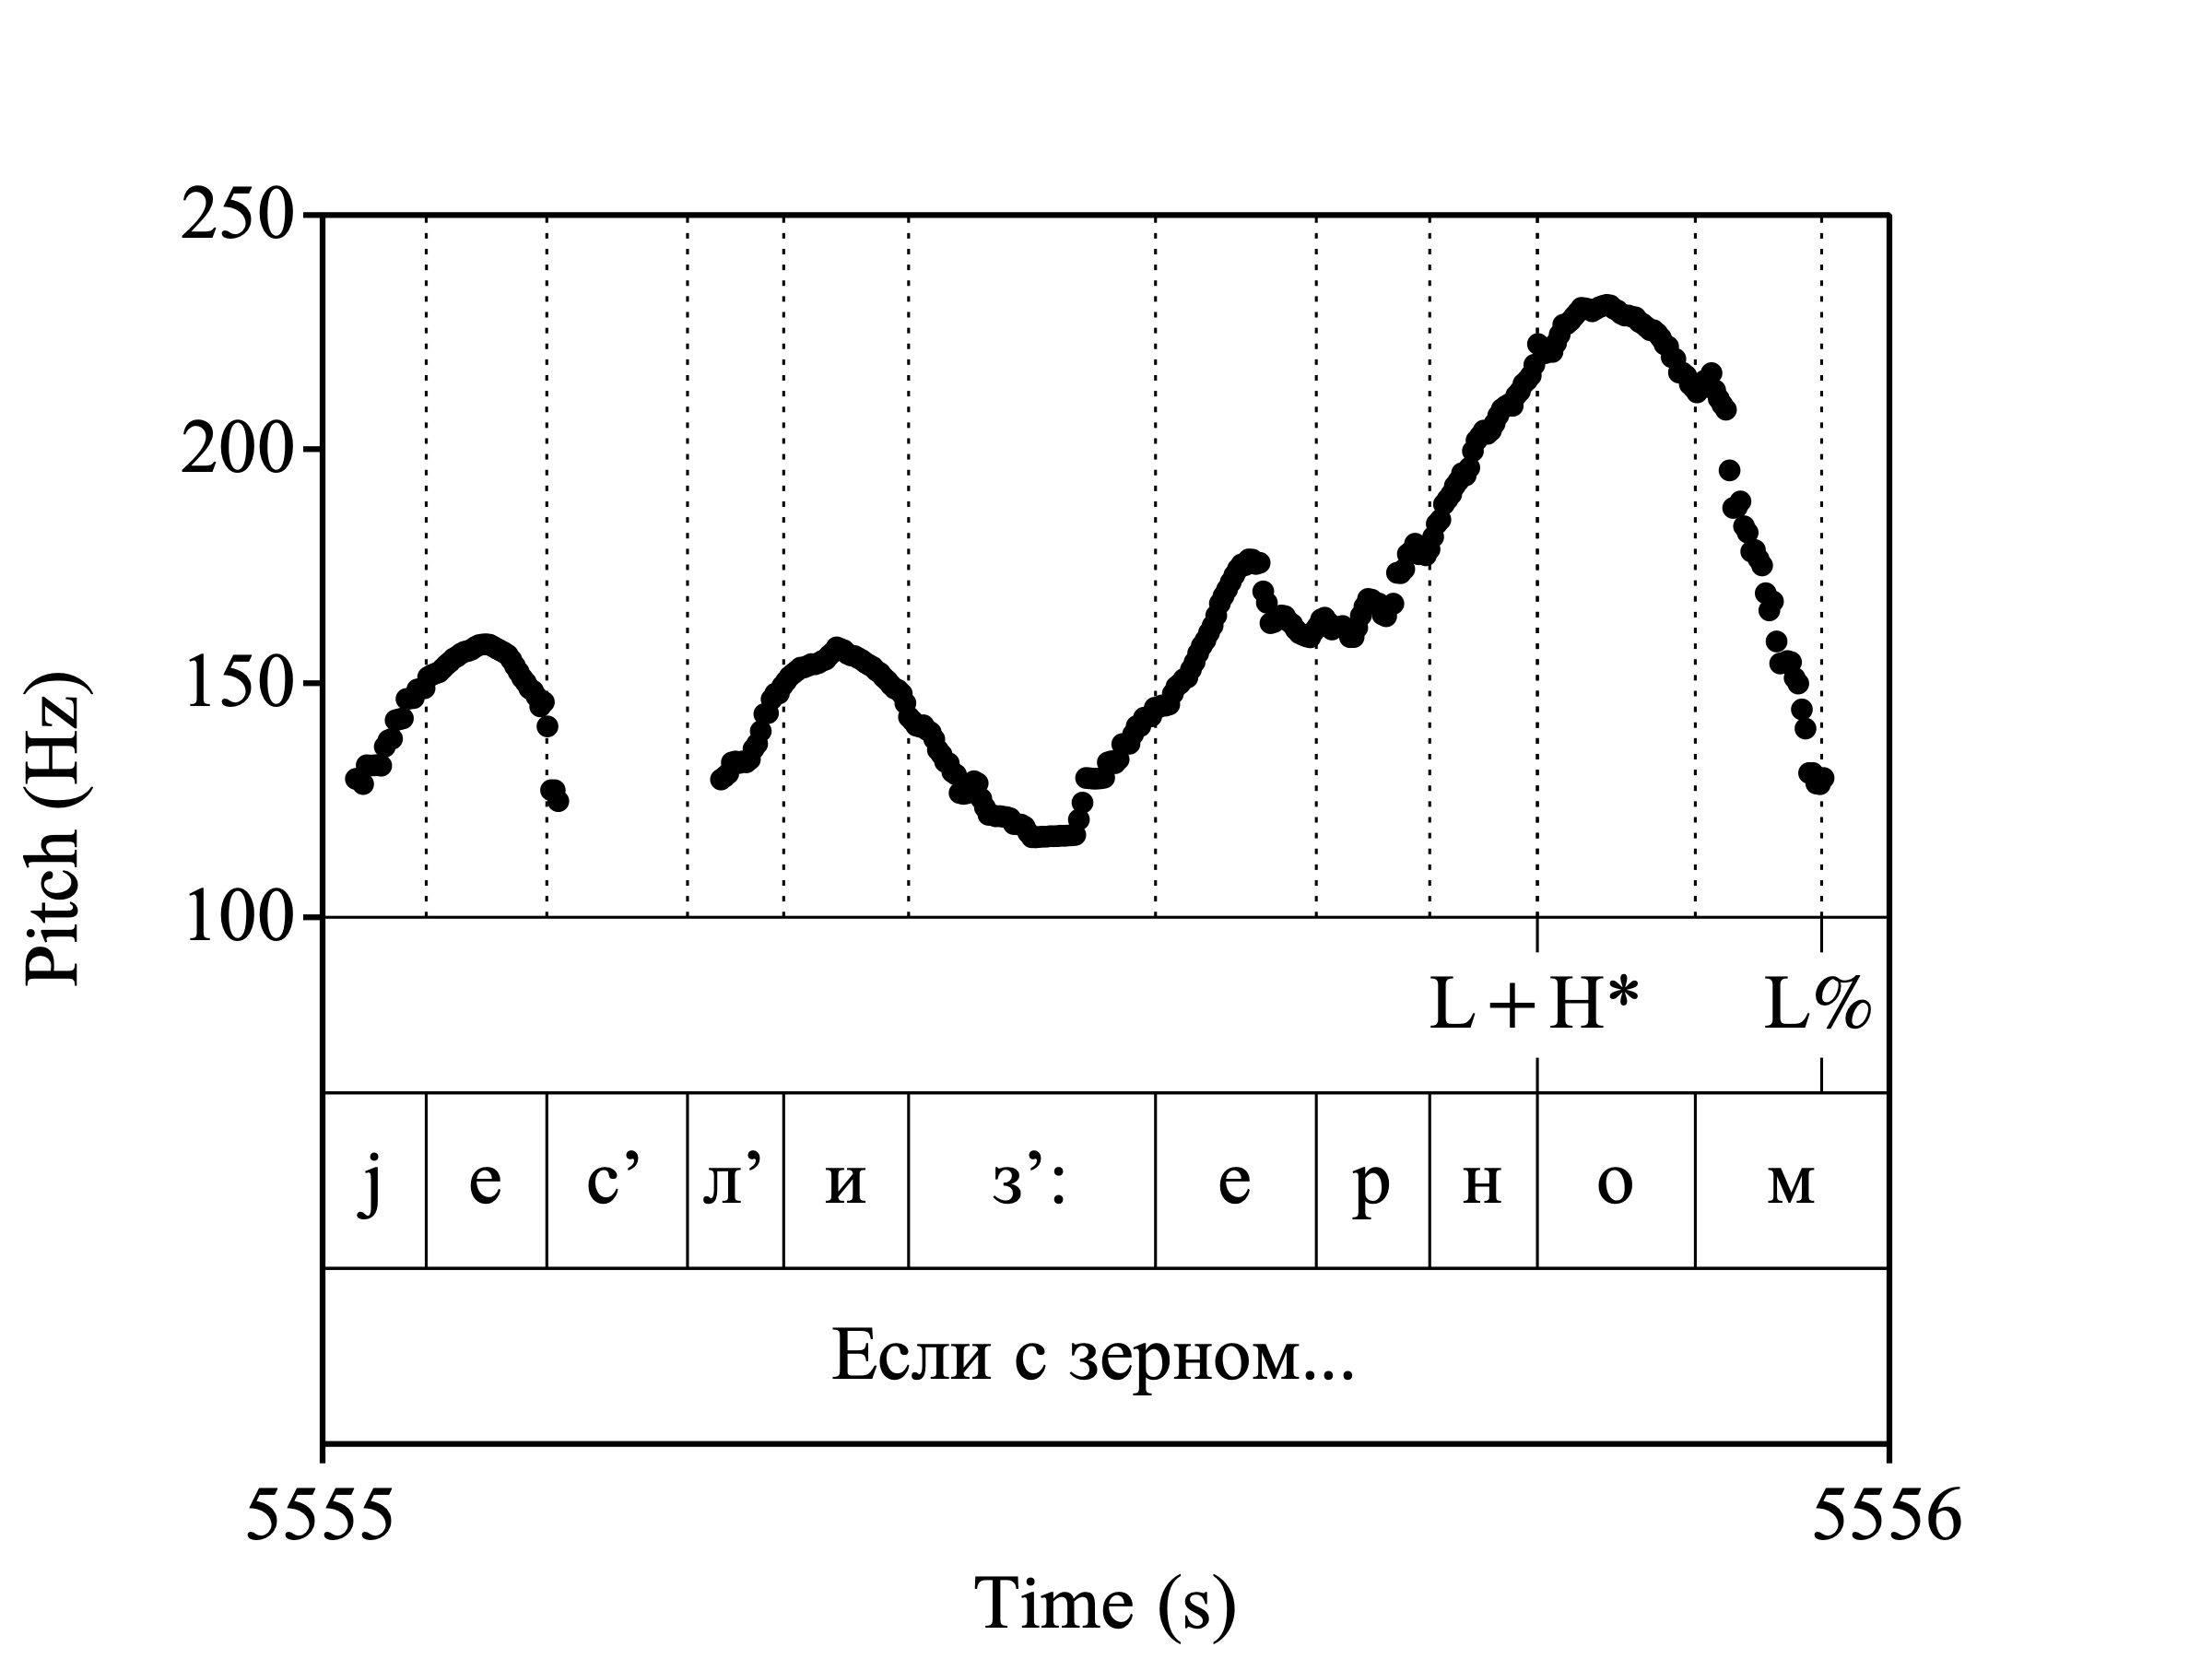 250
200
150
100
Pitch (Hz)
L+H* L%
j е с’ л’ и з’: е р н о м
Если с зерном...
5555 5556
Time (s)